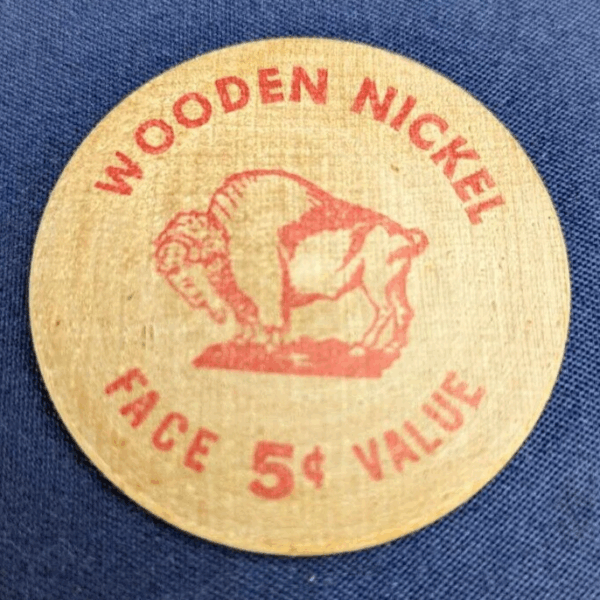 WOODEN NICKEL
FACE 5¢ VALUE